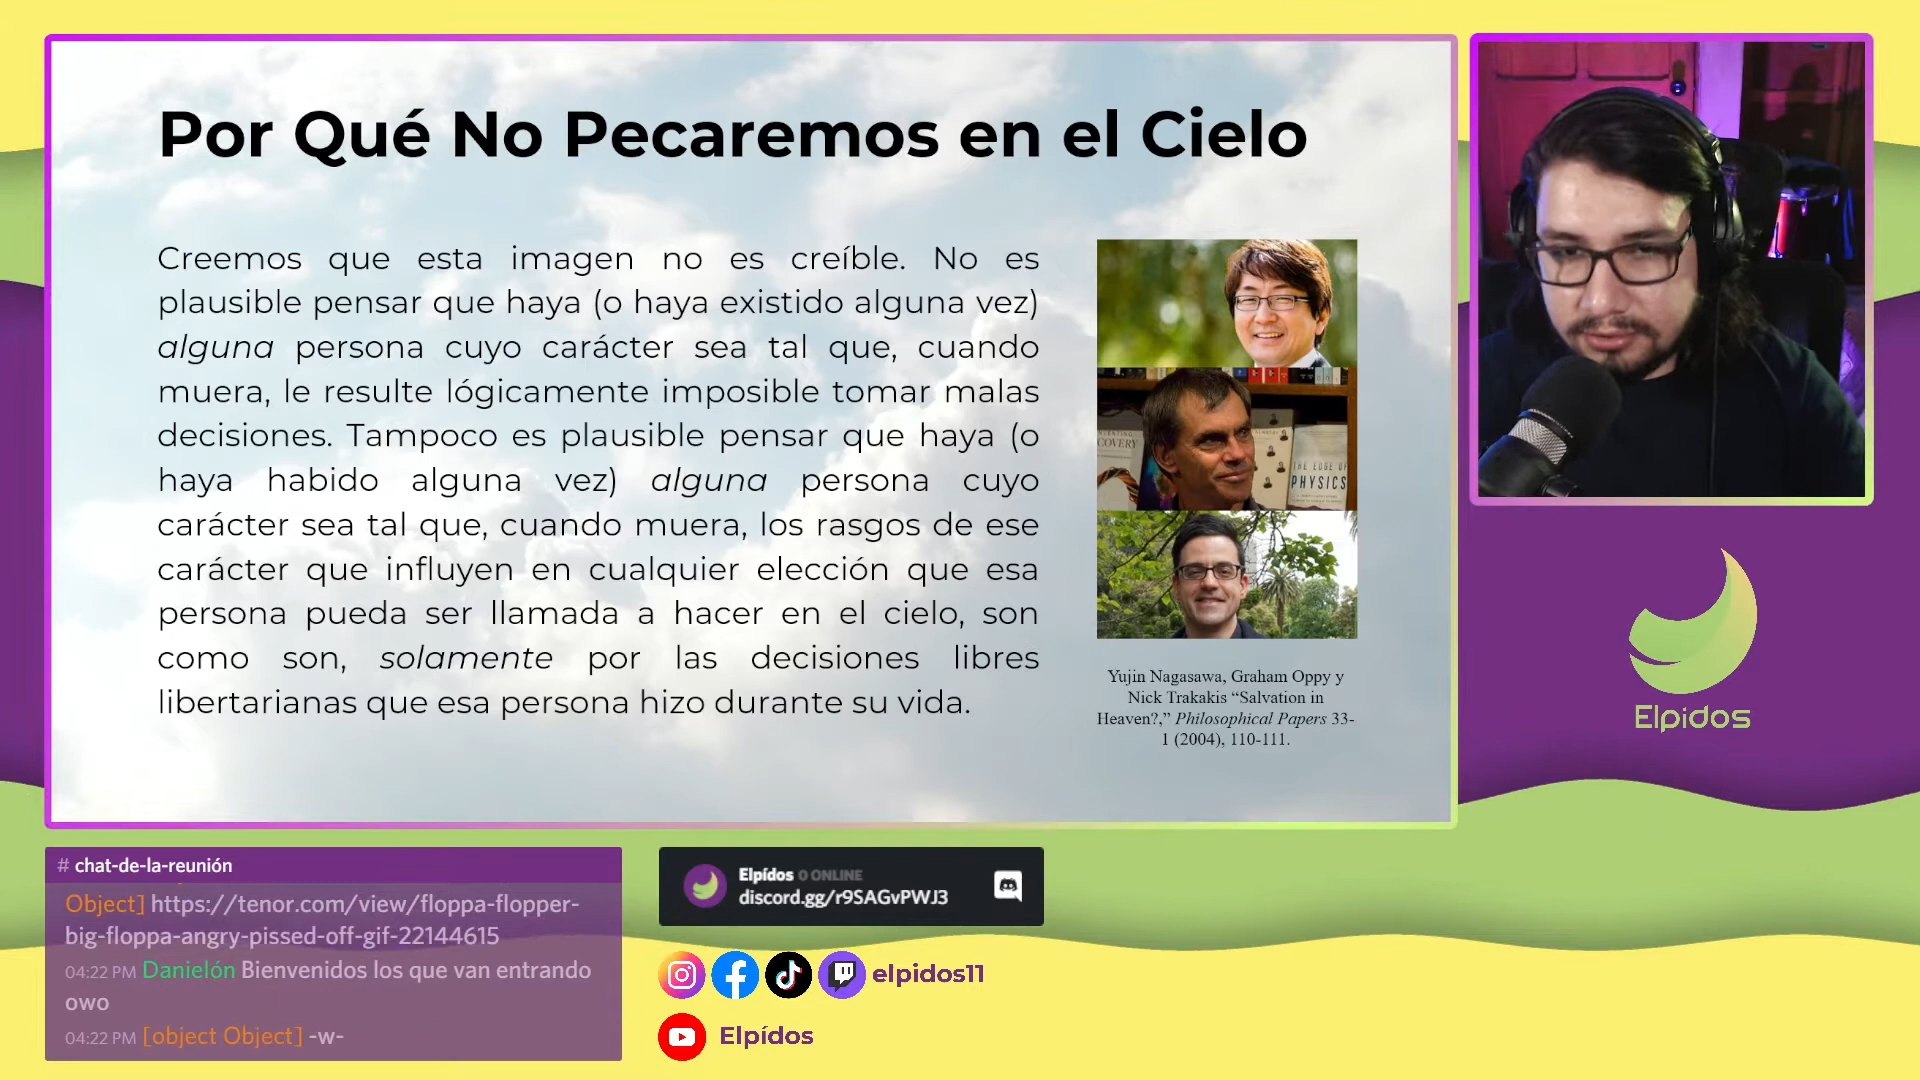 Por Qué No Pecaremos en el Cielo
Creemos que esta imagen no es creíble. No es
plausible pensar que haya (o haya existido alguna vez)
alguna persona cuyo carácter sea tal que, cuando
muera, le resulte lógicamente imposible tomar malas
decisiones. Tampoco es plausible pensar que haya (o
haya habido alguna vez) alguna persona cuyo
carácter sea tal que, cuando muera, los rasgos de ese
carácter que influyen en cualquier elección que esa
persona pueda ser llamada a hacer en el cielo, son
como son, solamente por las decisiones libres
libertarianas que esa persona hizo durante su vida.
THE EDGE OF
PHYSICS
Yujin Nagasawa, Graham Oppy y
Nick Trakakis “Salvation in
Heaven?,” Philosophical Papers 33-
1 (2004), 110-111.
Elpidos
# chat-de-la-reunión
Object] https://tenor.com/view/floppa-flopper-
big-floppa-angry-pissed-off-gif-22144615
04:22 PM Danielón Bienvenidos los que van entrando
owo
04:22 PM [object Object] -w-
Elpídos 0 ONLINE
discord.gg/r9SAGvPWJ3
elpidos11
Elpídos